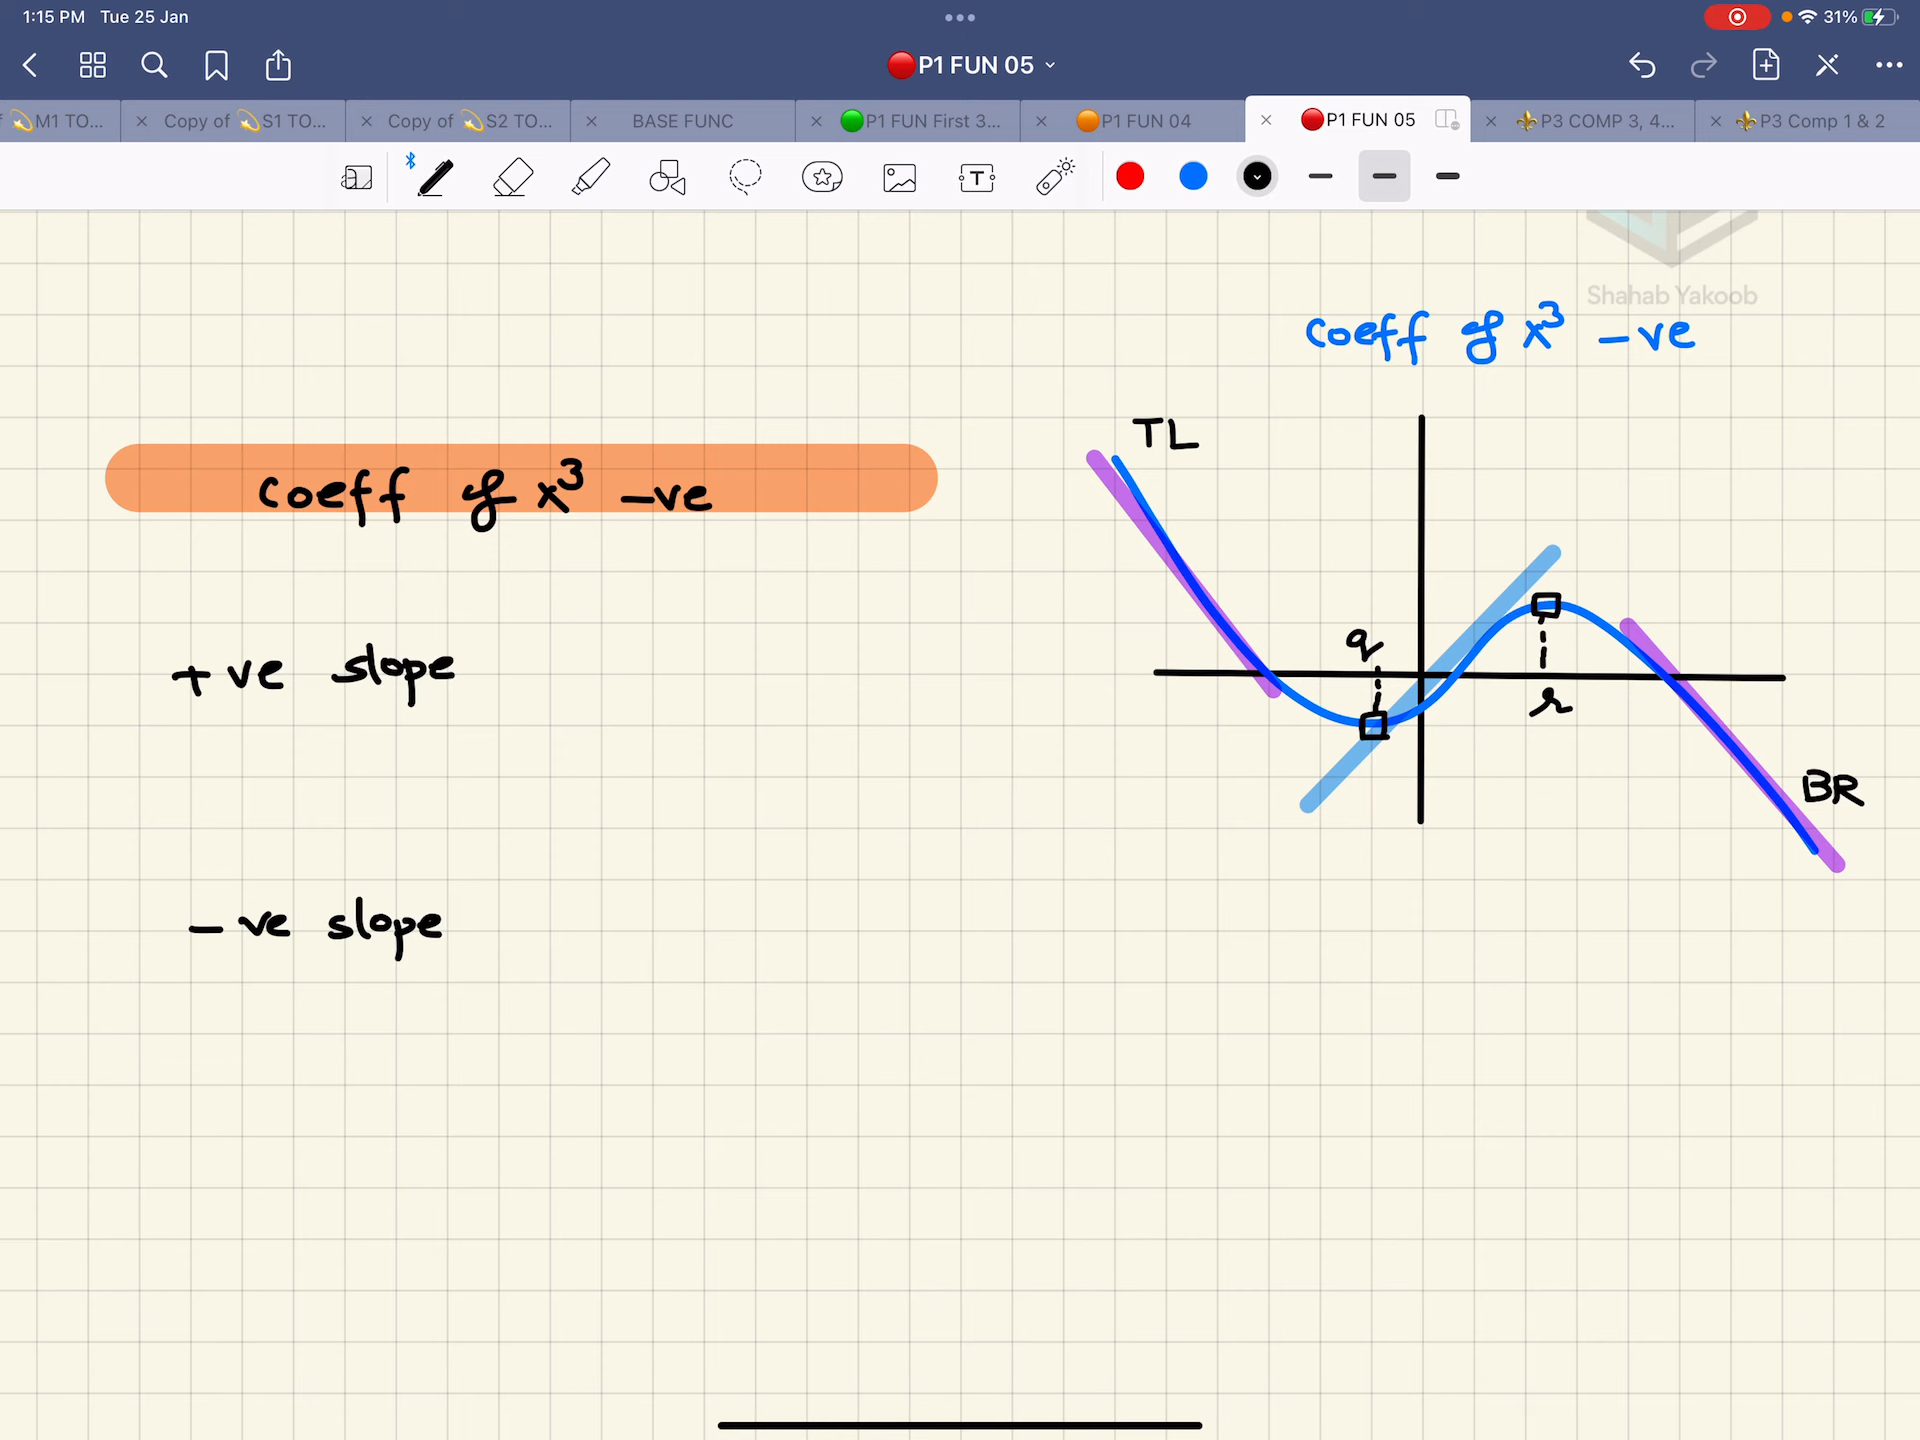 1:15 PM Tue 25 Jan
31%
P1 FUN 05
M1 TO...
Copy of S1 TO...
Copy of S2 TO...
BASE FUNC
P1 FUN First 3...
P1 FUN 04
P1 FUN 05
P3 COMP 3, 4...
P3 Comp 1 & 2
Shahab Yakoob
coeff of x³ -ve
TL
coeff of x³ -ve
q
+ve slope
r
BR
-ve slope